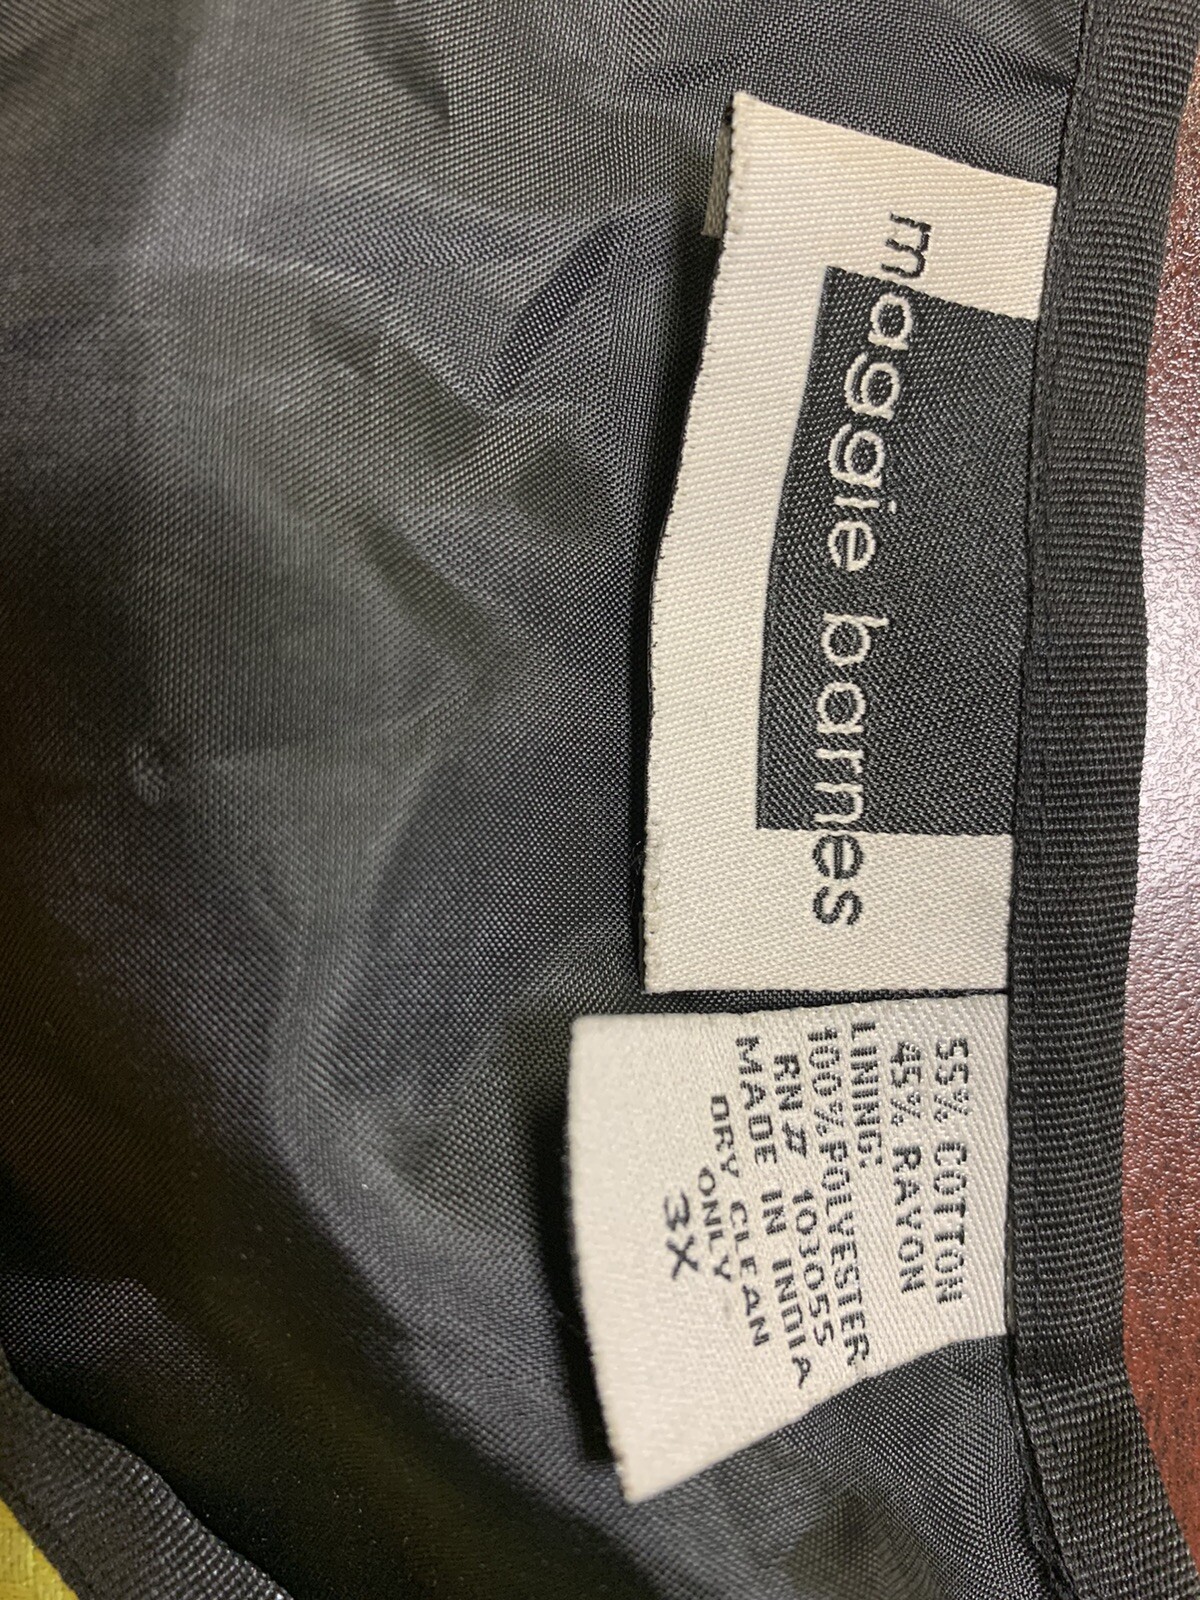 maggie barnes
55% COTTON
45% RAYON
LINING:
100% POLYESTER
RN# 103055
MADE IN INDIA
DRY CLEAN
ONLY
3X